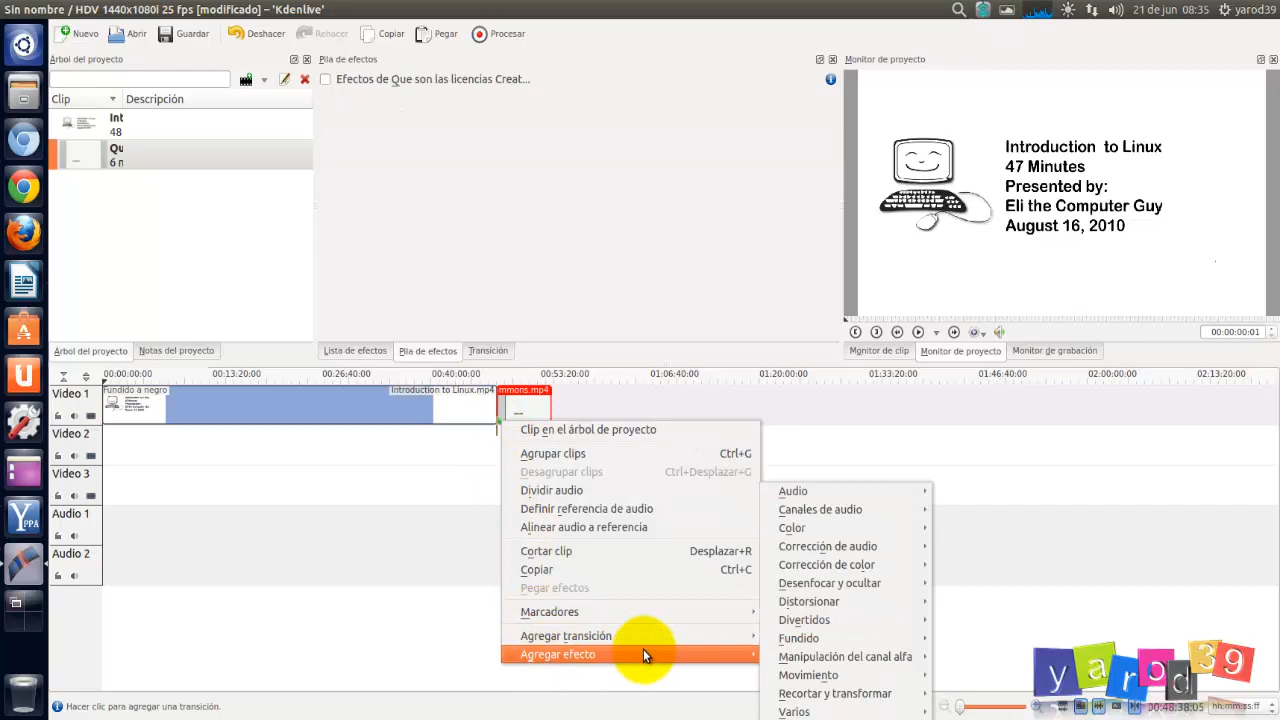 Sin nombre / HDV 1440x1080i 25 fps [modificado] - 'Kdenlive'
21 de jun 08:35
yarod39
Nuevo
Abrir
Guardar
Deshacer
Rehacer
Copiar
Pegar
Procesar
Árbol del proyecto
Pila de efectos
Monitor de proyecto
Efectos de Que son las licencias Creat...
Clip
Descripción
Int
48
Qu
6 m
Introduction to Linux
47 Minutes
Presented by:
Eli the Computer Guy
August 16, 2010
00:00:00:01
Árbol del proyecto
Notas del proyecto
Lista de efectos
Pila de efectos
Transición
Monitor de clip
Monitor de proyecto
Monitor de grabación
00:00:00:00
00:13:20:00
00:26:40:00
00:40:00:00
00:53:20:00
01:06:40:00
01:20:00:00
01:33:20:00
01:46:40:00
02:00:00:00
02:13:20:00
Video 1
Fundido a negro
Introduction to Linux.mp4
mmons.mp4
Video 2
Video 3
Audio 1
Audio 2
Clip en el árbol de proyecto
Agrupar clips Ctrl+G
Desagrupar clips Ctrl+Desplazar+G
Dividir audio
Definir referencia de audio
Alinear audio a referencia
Cortar clip Desplazar+R
Copiar Ctrl+C
Pegar efectos
Marcadores
Agregar transición
Agregar efecto
Audio
Canales de audio
Color
Corrección de audio
Corrección de color
Desenfocar y ocultar
Distorsionar
Divertidos
Fundido
Manipulación del canal alfa
Movimiento
Recortar y transformar
Varios
yarod39
Hacer clic para agregar una transición.
00:48:38:05
hh:mm:ss:ff